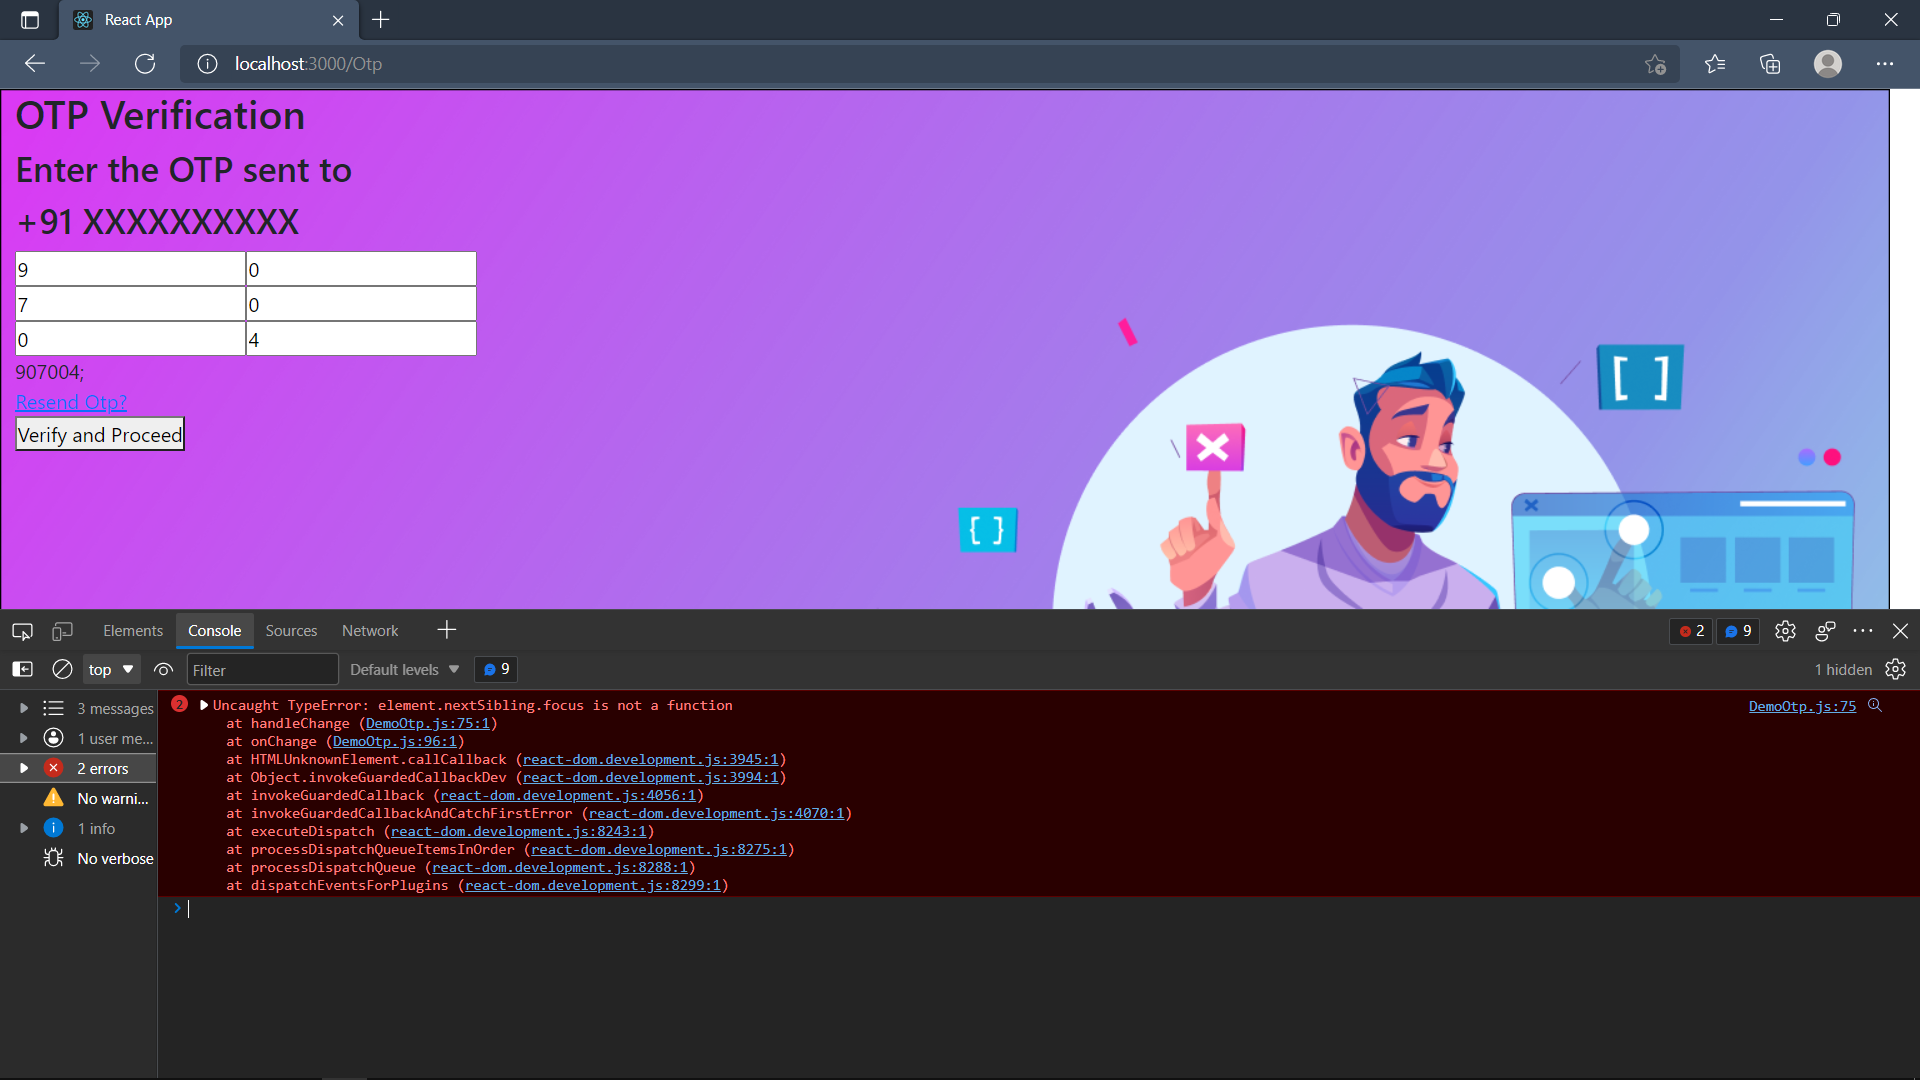 React App
localhost:3000/Otp
OTP Verification
Enter the OTP sent to
+91 XXXXXXXXXX
9 0
7 0
0 4
907004;
Resend Otp?
Verify and Proceed
[ ]
{ }
Elements Console Sources Network 2 9
top Filter Default levels 9 1 hidden
3 messages
1 user me...
2 errors
No warni...
1 info
No verbose
2 Uncaught TypeError: element.nextSibling.focus is not a function DemoOtp.js:75
at handleChange (DemoOtp.js:75:1)
at onChange (DemoOtp.js:96:1)
at HTMLUnknownElement.callCallback (react-dom.development.js:3945:1)
at Object.invokeGuardedCallbackDev (react-dom.development.js:3994:1)
at invokeGuardedCallback (react-dom.development.js:4056:1)
at invokeGuardedCallbackAndCatchFirstError (react-dom.development.js:4070:1)
at executeDispatch (react-dom.development.js:8243:1)
at processDispatchQueueItemsInOrder (react-dom.development.js:8275:1)
at processDispatchQueue (react-dom.development.js:8288:1)
at dispatchEventsForPlugins (react-dom.development.js:8299:1)